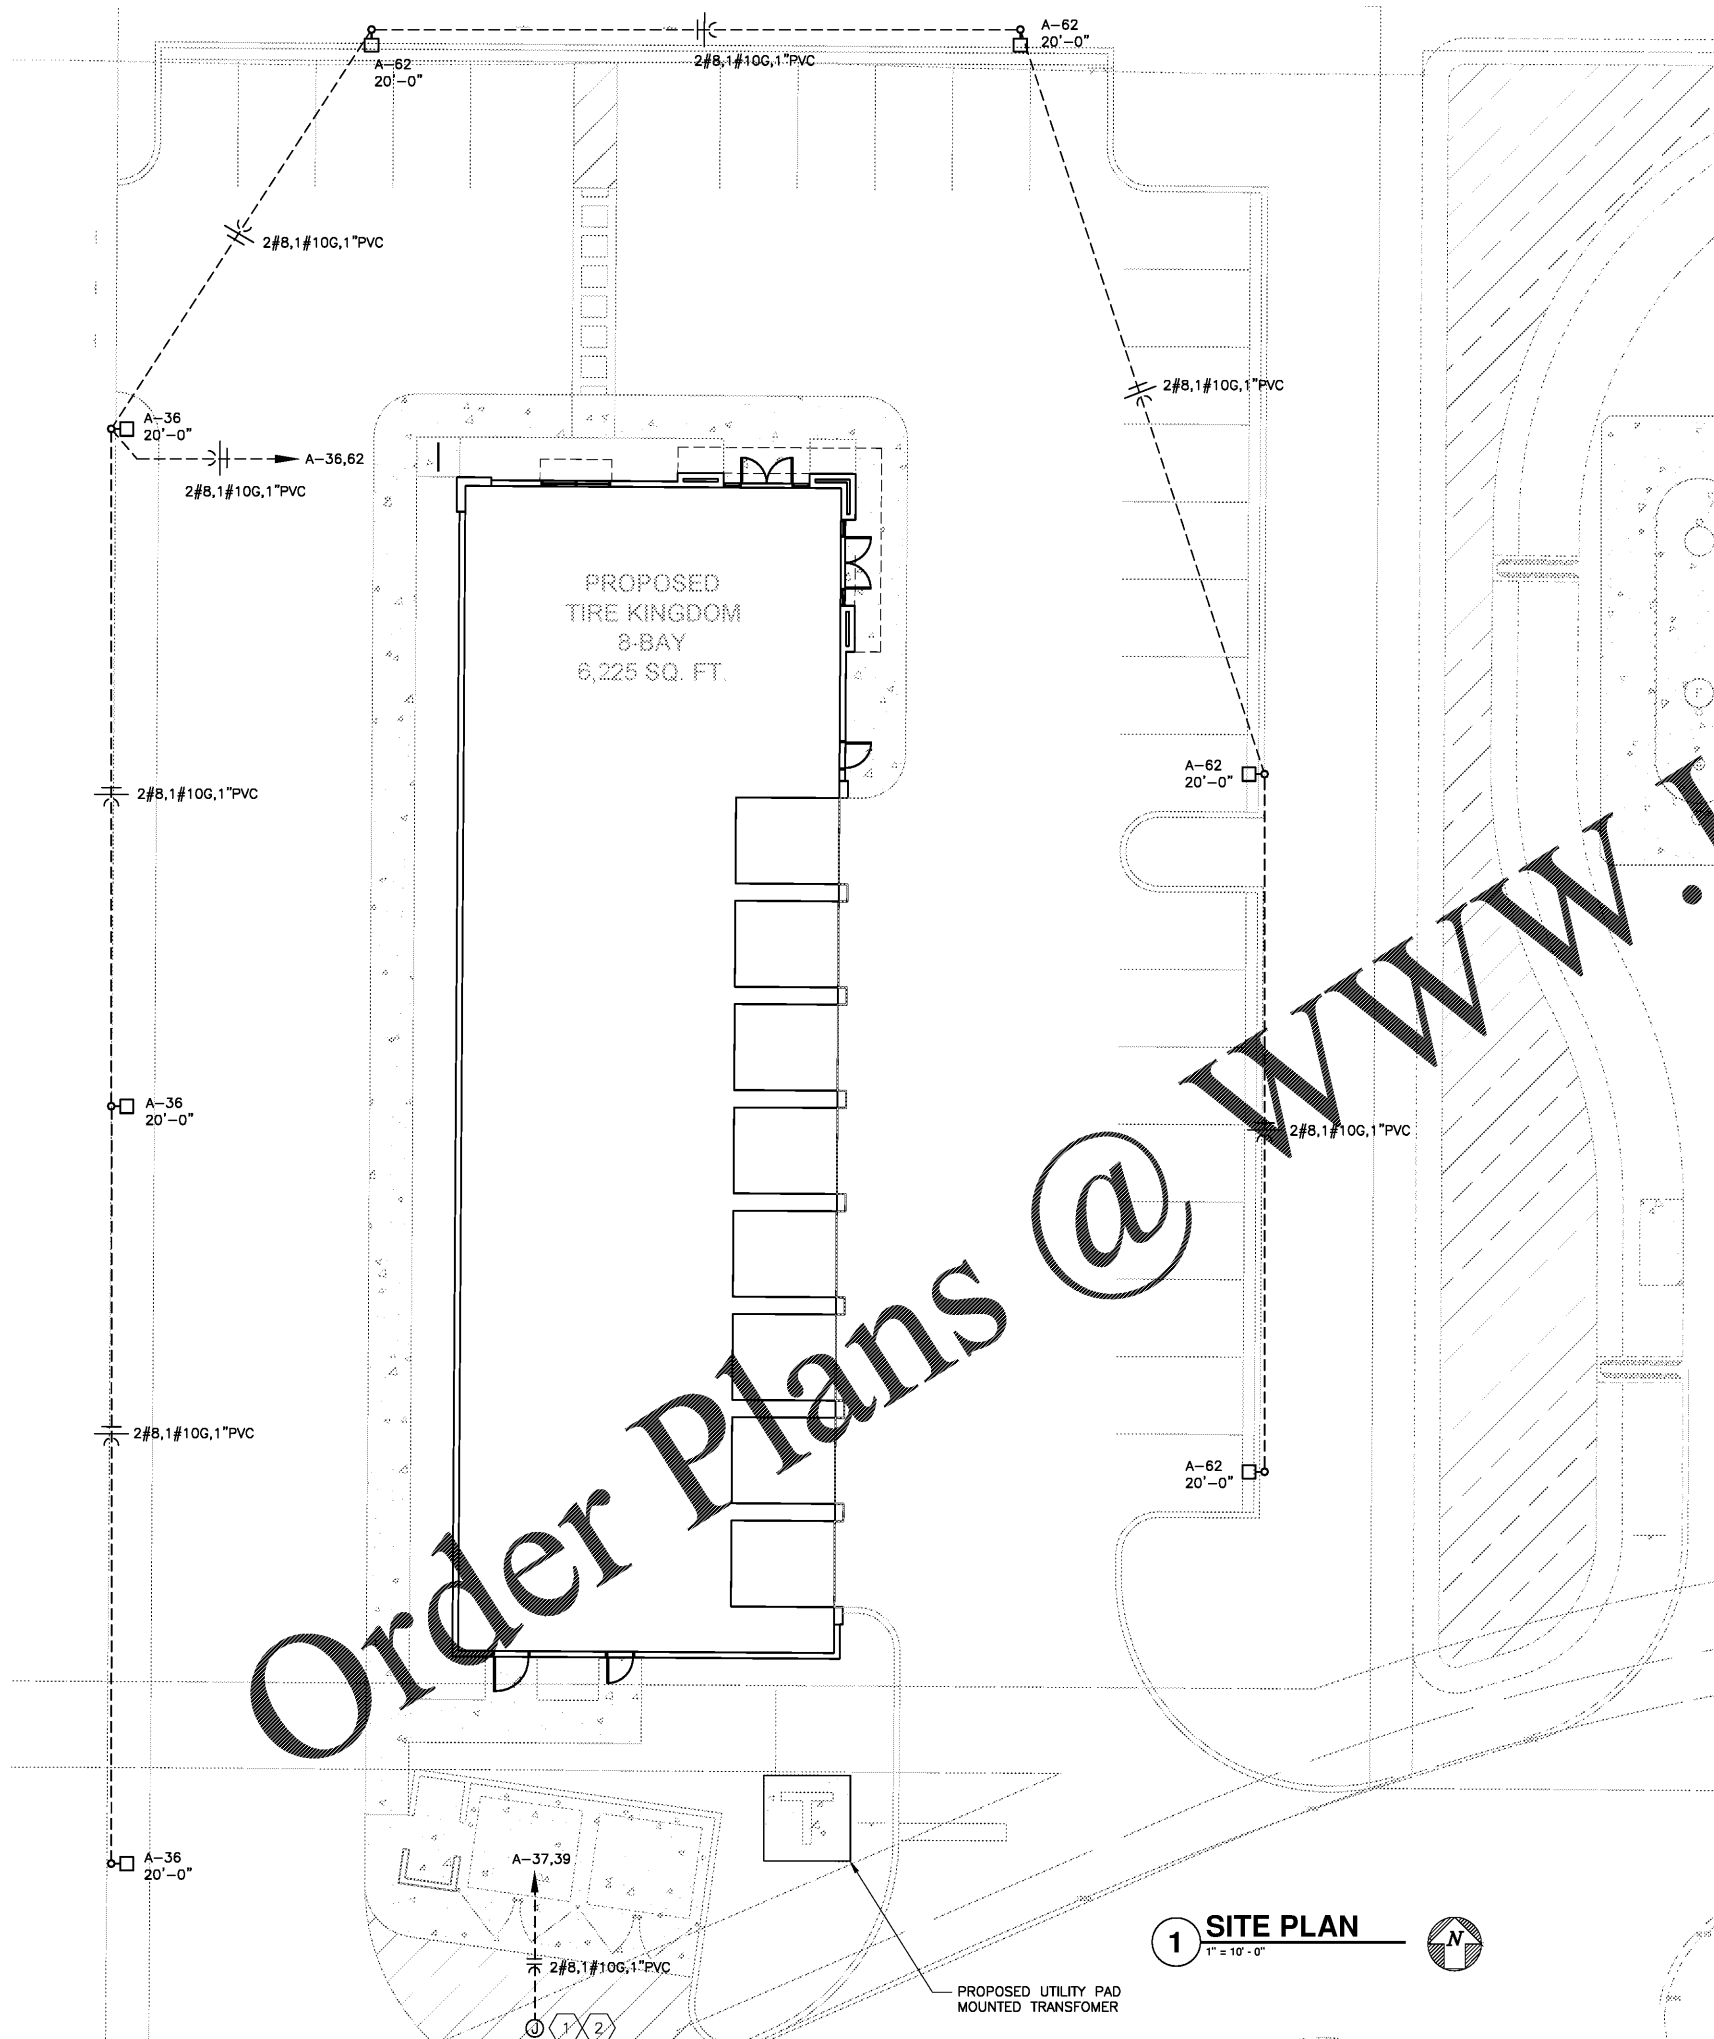 A-62
20'-0"
2#8,1#10G,1"PVC
A-62
20'-0"
2#8,1#10G,1"PVC
2#8,1#10G,1"PVC
A-36
20'-0"
A-36,62
2#8,1#10G,1"PVC
PROPOSED
TIRE KINGDOM
8-BAY
6,225 SQ. FT.
A-62
20'-0"
2#8,1#10G,1"PVC
A-36
20'-0"
2#8,1#10G,1"PVC
2#8,1#10G,1"PVC
A-62
20'-0"
Order Plans @ www.
A-36
20'-0"
A-37,39
T
2#8,1#10G,1"PVC
J 1 2
PROPOSED UTILITY PAD
MOUNTED TRANSFOMER
1 SITE PLAN
1" = 10' - 0"
N